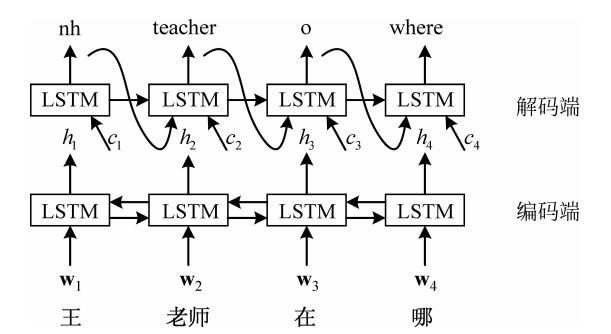 nh teacher o where
LSTM LSTM LSTM LSTM 解码端
h₁ c₁ h₂ c₂ h₃ c₃ h₄ c₄
LSTM LSTM LSTM LSTM 编码端
w₁ w₂ w₃ w₄
王 老师 在 哪